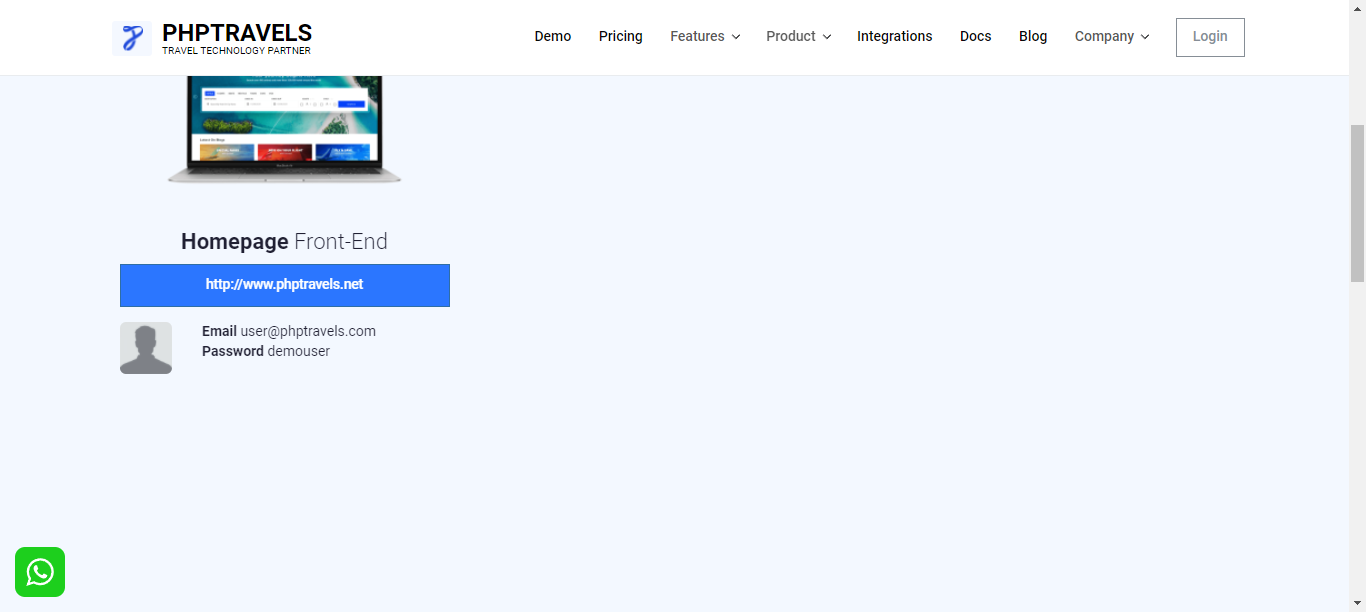 PHPTRAVELS
TRAVEL TECHNOLOGY PARTNER
Demo Pricing Features Product Integrations Docs Blog Company Login
Homepage Front-End
http://www.phptravels.net
Email user@phptravels.com
Password demouser